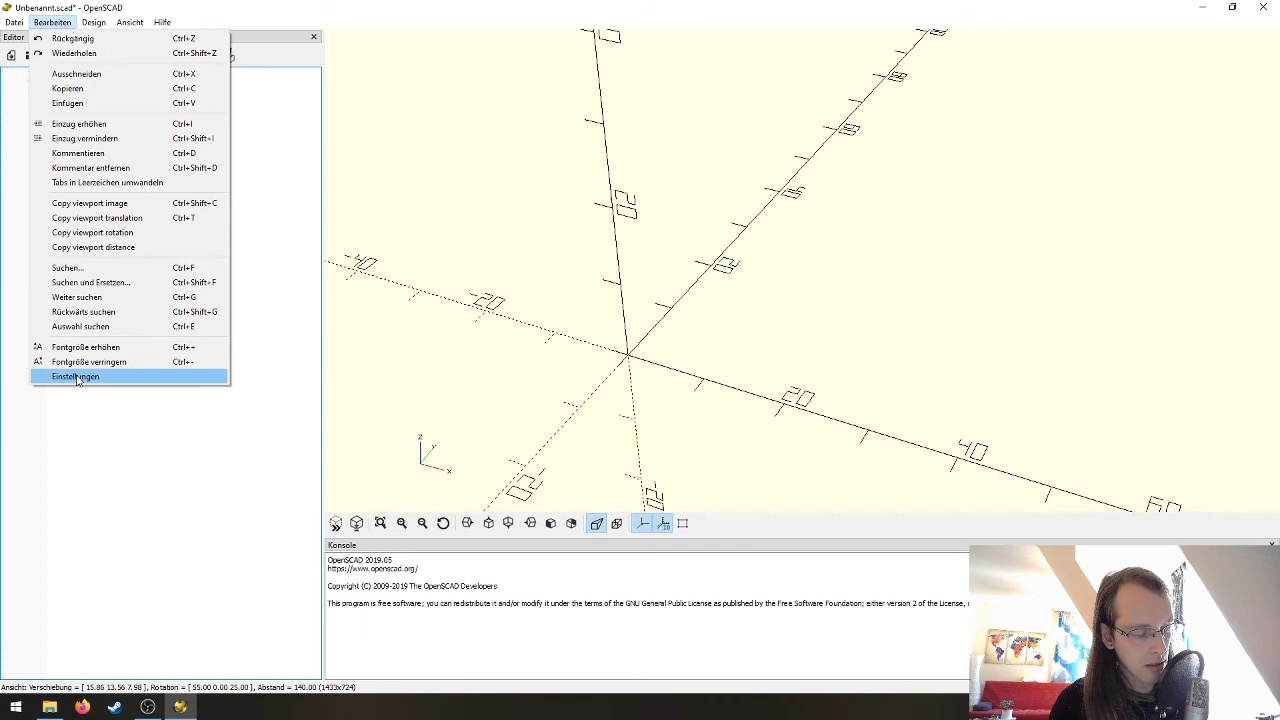 Unbenannt.scad* - OpenSCAD
Datei Bearbeiten Design Ansicht Hilfe
Editor
Rückgängig Ctrl+Z
Wiederholen Ctrl+Shift+Z
Ausschneiden Ctrl+X
Kopieren Ctrl+C
Einfügen Ctrl+V
Einzug erhöhen Ctrl+I
Einzug vermindern Ctrl+Shift+I
Kommentieren Ctrl+D
Kommentar entfernen Ctrl+Shift+D
Tabs in Leerzeichen umwandeln
Copy viewport image Ctrl+Shift+C
Copy viewport translation Ctrl+T
Copy viewport rotation
Copy viewport distance
Suchen... Ctrl+F
Suchen und Ersetzen... Ctrl+Shift+F
Weiter suchen Ctrl+G
Rückwärts suchen Ctrl+Shift+G
Auswahl suchen Ctrl+E
Fontgröße erhöhen Ctrl++
Fontgröße verringern Ctrl+-
Einstellungen
20
20
40
z
y
x
Konsole
OpenSCAD 2019.05
https://www.openscad.org/
Copyright (C) 2009-2019 The OpenSCAD Developers
This program is free software; you can redistribute it and/or modify it under the terms of the GNU General Public License as published by the Free Software Foundation; either version 2 of the License,
Ansicht: Verschiebung = [ 15.86 13.56 7.98 ], Rotation = [ 55.00 0.00 25.00 ], Abstand = 140.00 (1433x724)